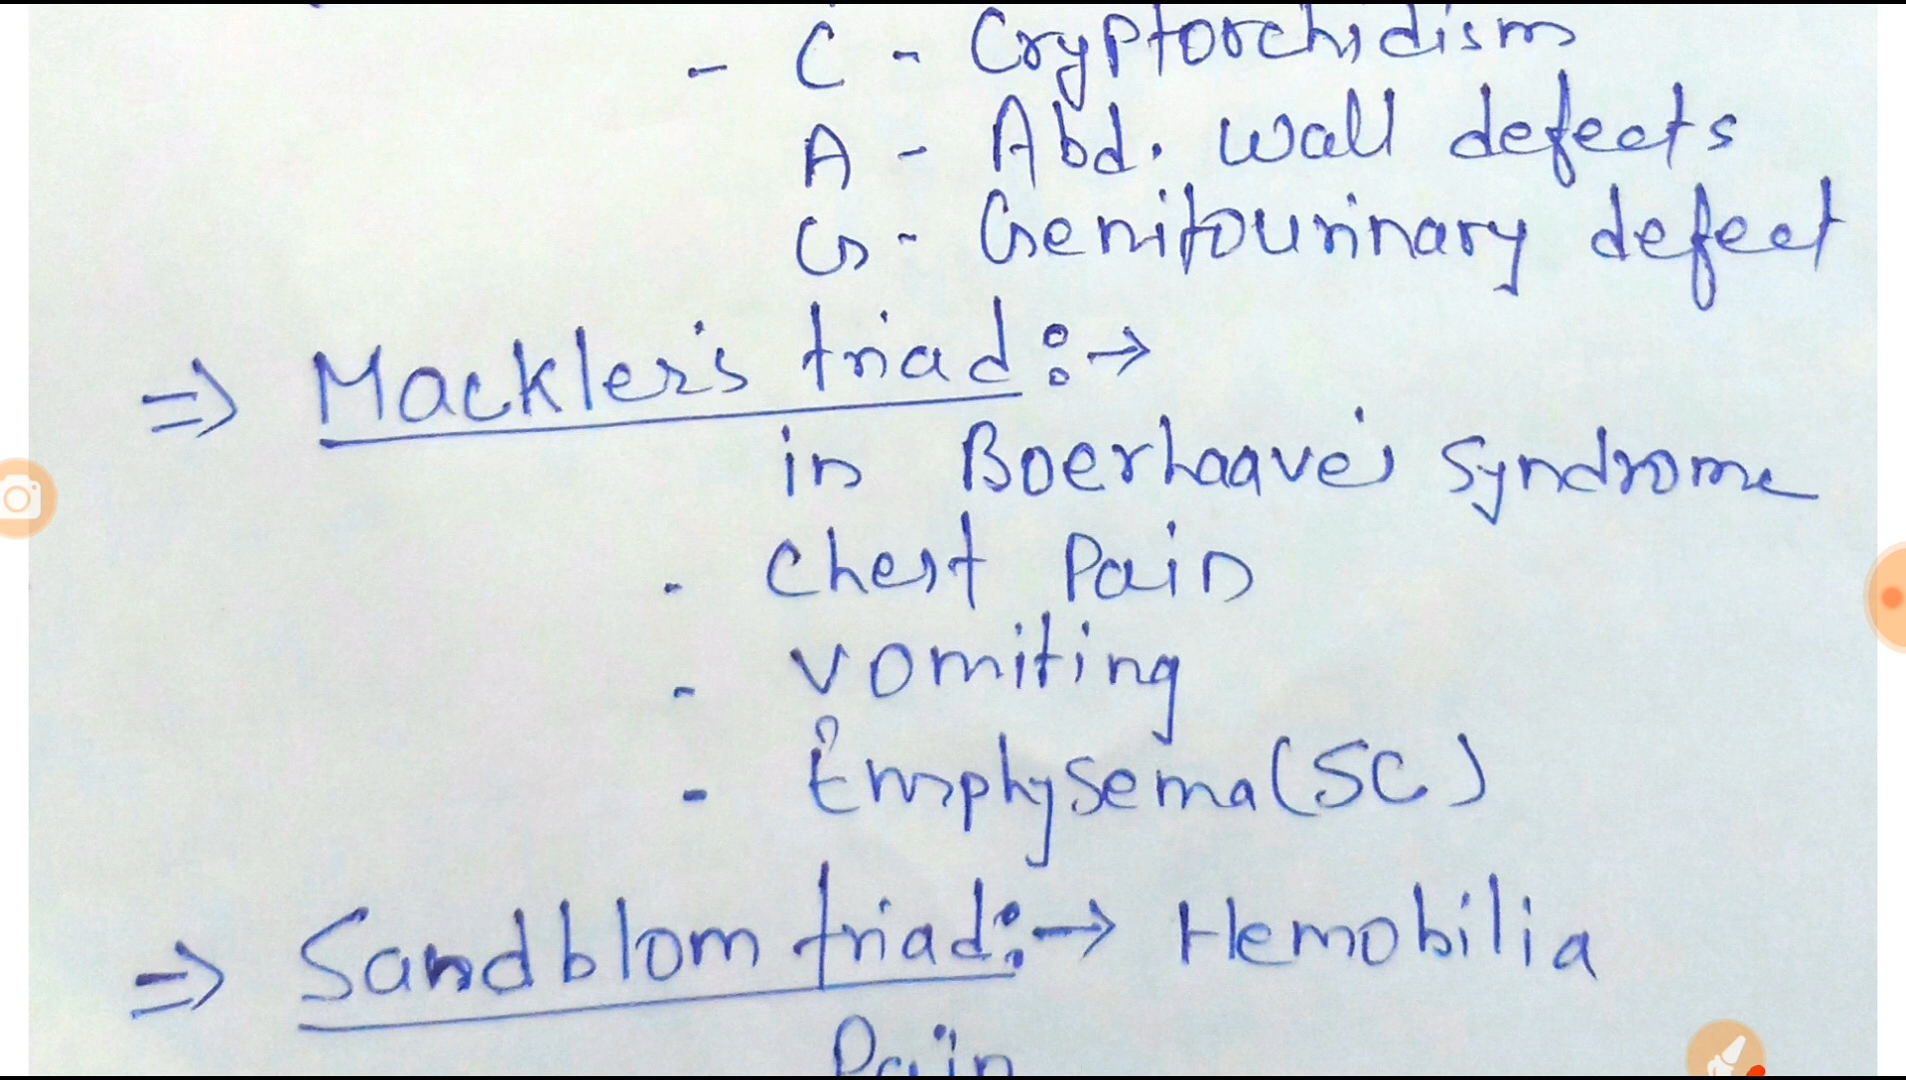 - C - Cryptorchidism
A - Abd. wall defects
G - Genitourinary defect
⇒ Mackler's triad:→
in Boerhaave's syndrome
- Chest Pain
- vomiting
- Emphysema (SC)
⇒ Sandblom triad:→ Hemobilia
Pain